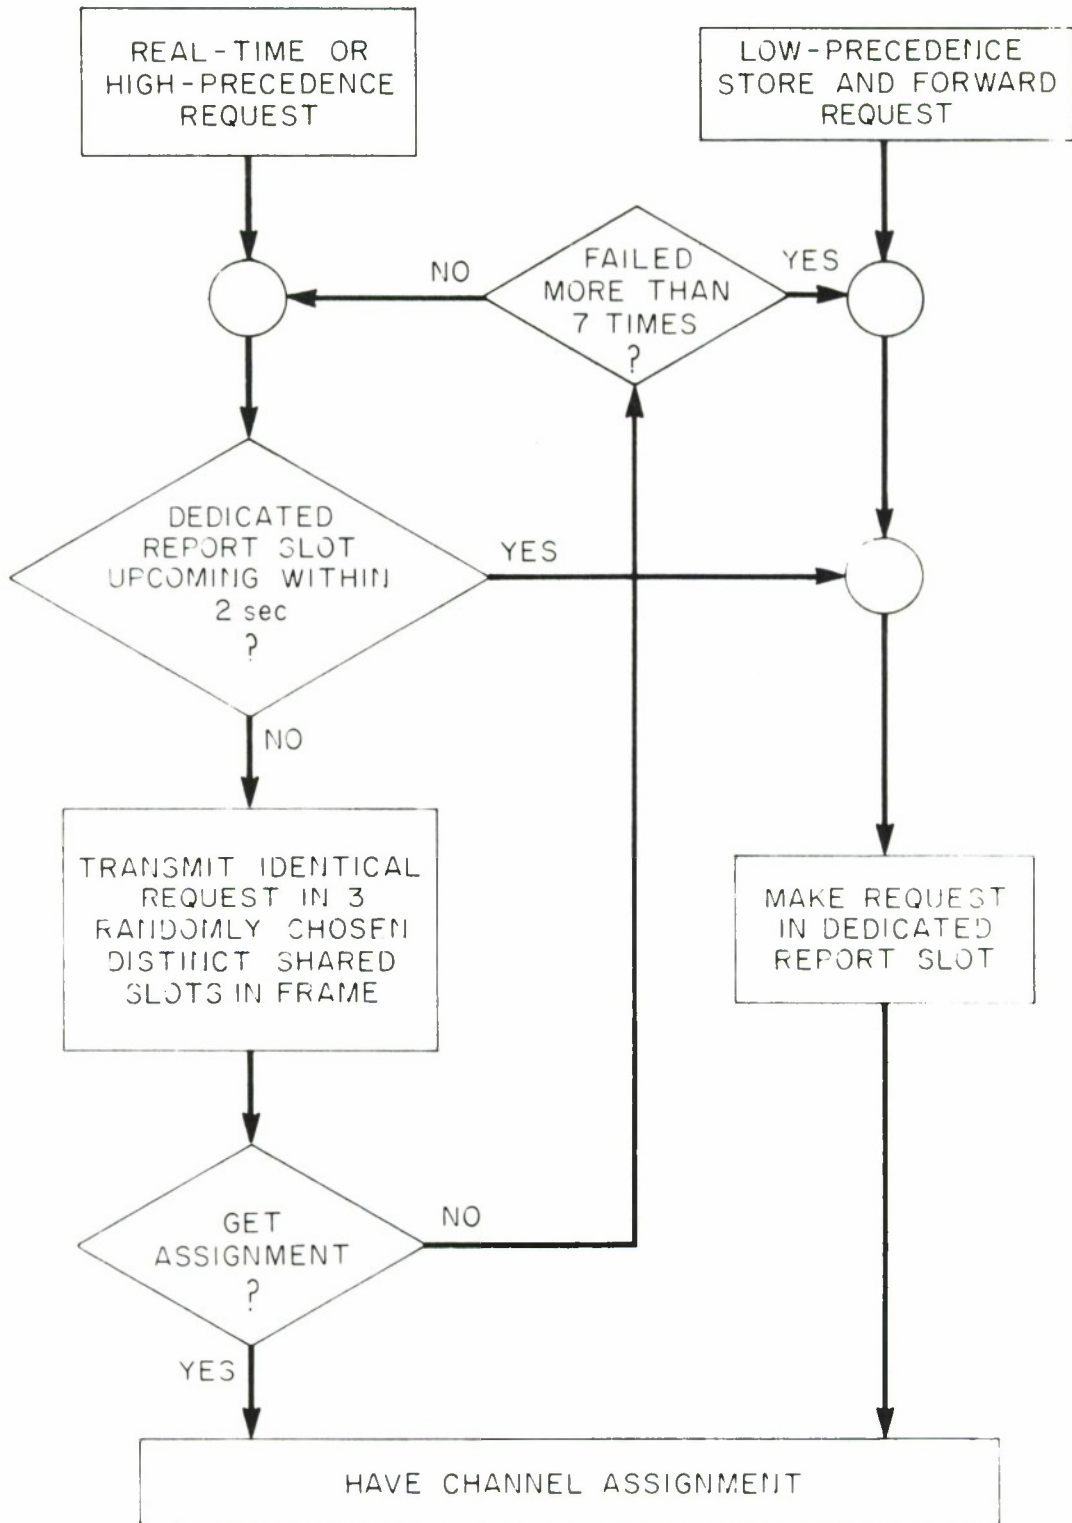 REAL-TIME OR
HIGH-PRECEDENCE
REQUEST
LOW-PRECEDENCE
STORE AND FORWARD
REQUEST
NO
FAILED
MORE THAN
7 TIMES
?
YES
DEDICATED
REPORT SLOT
UPCOMING WITHIN
2 sec
?
YES
NO
TRANSMIT IDENTICAL
REQUEST IN 3
RANDOMLY CHOSEN
DISTINCT SHARED
SLOTS IN FRAME
MAKE REQUEST
IN DEDICATED
REPORT SLOT
GET
ASSIGNMENT
?
NO
YES
HAVE CHANNEL ASSIGNMENT